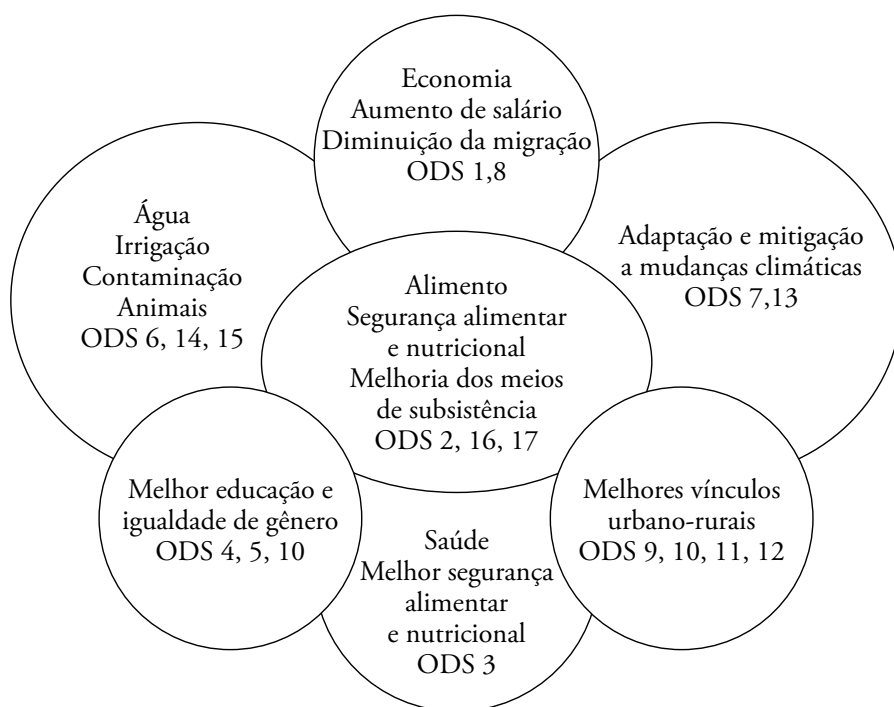 Economia
Aumento de salário
Diminuição da migração
ODS 1,8
Água
Irrigação
Contaminação
Animais
ODS 6, 14, 15
Adaptação e mitigação
a mudanças climáticas
ODS 7,13
Alimento
Segurança alimentar
e nutricional
Melhoria dos meios
de subsistência
ODS 2, 16, 17
Melhor educação e
igualdade de gênero
ODS 4, 5, 10
Melhores vínculos
urbano-rurais
ODS 9, 10, 11, 12
Saúde
Melhor segurança
alimentar
e nutricional
ODS 3